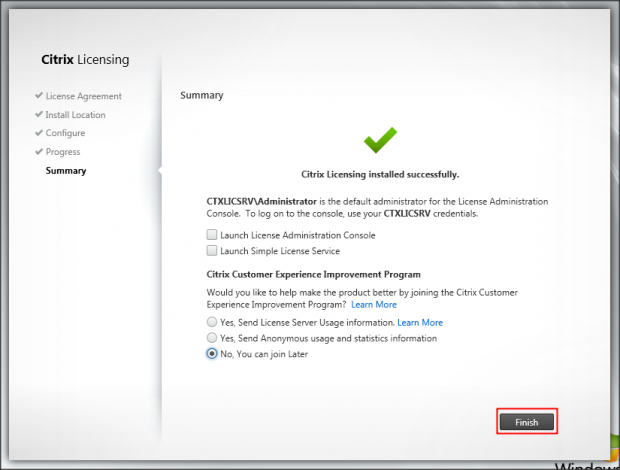 Citrix Licensing
License Agreement
Install Location
Configure
Progress
Summary
Summary
Citrix Licensing installed successfully.
CTXLICSRV\Administrator is the default administrator for the License Administration
Console. To log on to the console, use your CTXLICSRV credentials.
Launch License Administration Console
Launch Simple License Service
Citrix Customer Experience Improvement Program
Would you like to help make the product better by joining the Citrix Customer
Experience Improvement Program? Learn More
Yes, Send License Server Usage information. Learn More
Yes, Send Anonymous usage and statistics information
No, You can join Later
Finish
Windows